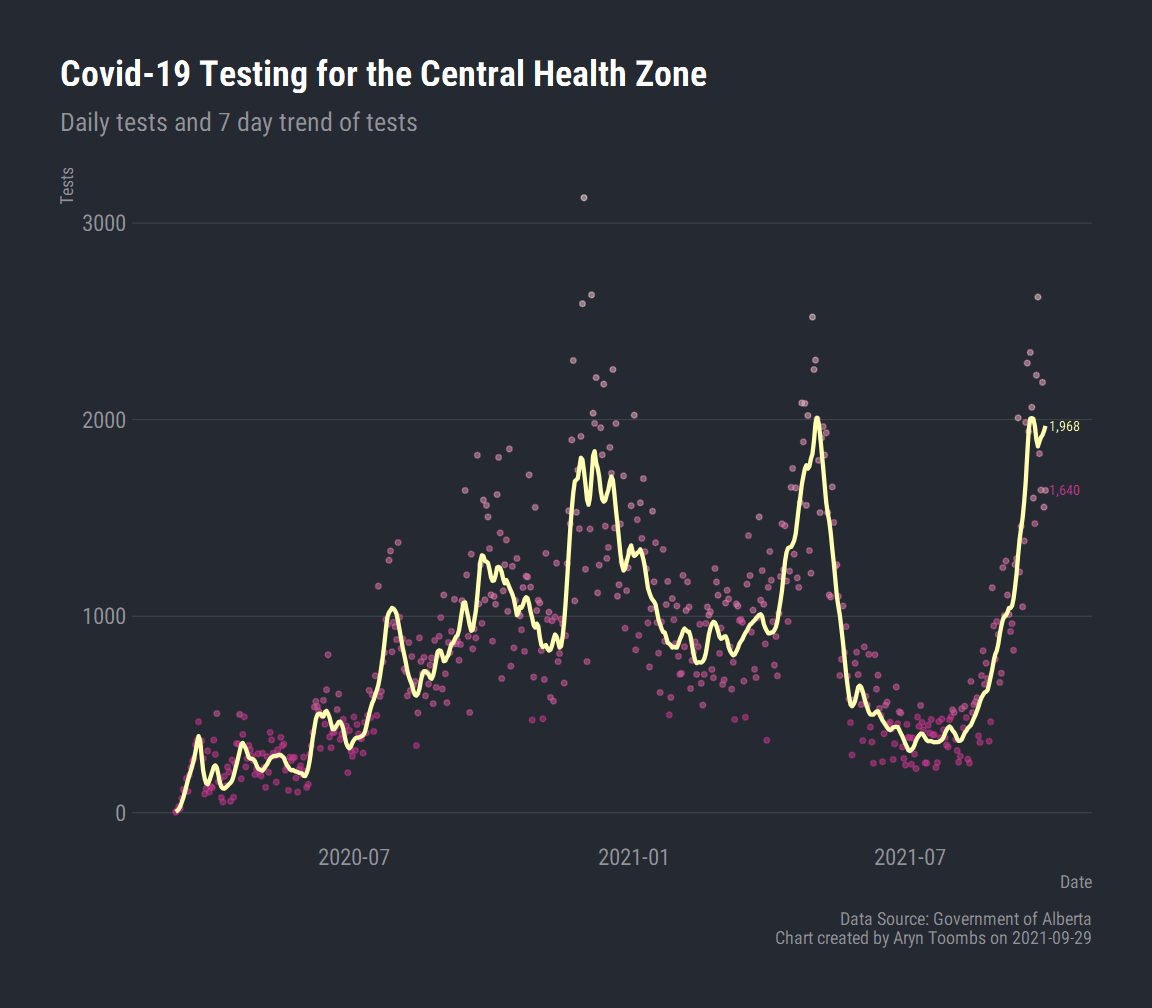 Covid-19 Testing for the Central Health Zone
Daily tests and 7 day trend of tests
Tests
3000
2000
1000
0
1,968
1,640
2020-07
2021-01
2021-07
Date
Data Source: Government of Alberta
Chart created by Aryn Toombs on 2021-09-29